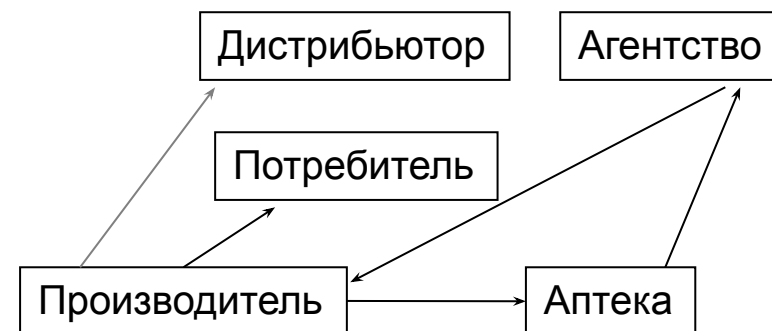 Дистрибьютор
Агентство
Потребитель
Производитель
Аптека